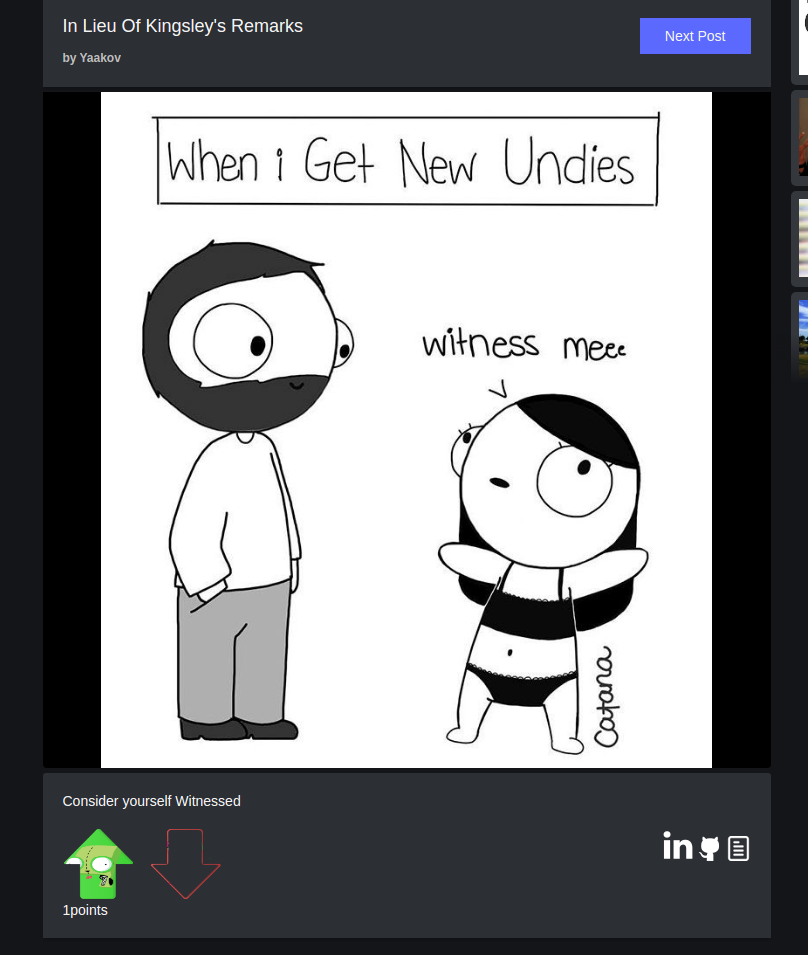 In Lieu Of Kingsley's Remarks
by Yaakov
Next Post
When i Get New Undies
witness meee
Catana
Consider yourself Witnessed
1points
in